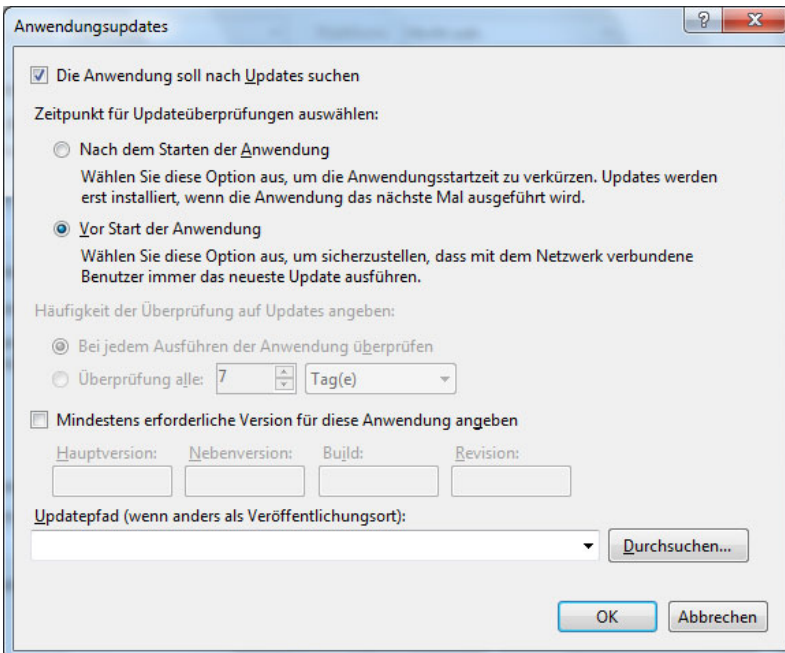 Anwendungsupdates
Die Anwendung soll nach Updates suchen
Zeitpunkt für Updateüberprüfungen auswählen:
Nach dem Starten der Anwendung
Wählen Sie diese Option aus, um die Anwendungsstartzeit zu verkürzen. Updates werden
erst installiert, wenn die Anwendung das nächste Mal ausgeführt wird.
Vor Start der Anwendung
Wählen Sie diese Option aus, um sicherzustellen, dass mit dem Netzwerk verbundene
Benutzer immer das neueste Update ausführen.
Häufigkeit der Überprüfung auf Updates angeben:
Bei jedem Ausführen der Anwendung überprüfen
Überprüfung alle: 7 Tag(e)
Mindestens erforderliche Version für diese Anwendung angeben
Hauptversion: Nebenversion: Build: Revision:
Updatepfad (wenn anders als Veröffentlichungsort):
Durchsuchen...
OK Abbrechen